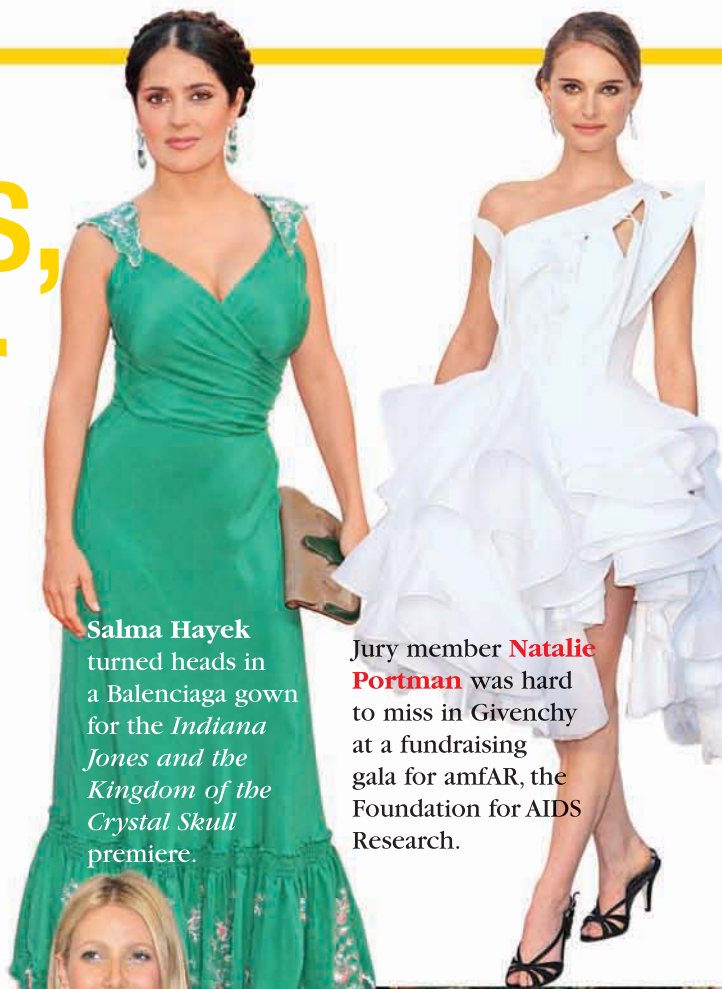 S,
Salma Hayek
turned heads in
a Balenciaga gown
for the Indiana
Jones and the
Kingdom of the
Crystal Skull
premiere.
Jury member Natalie
Portman was hard
to miss in Givenchy
at a fundraising
gala for amfAR, the
Foundation for AIDS
Research.